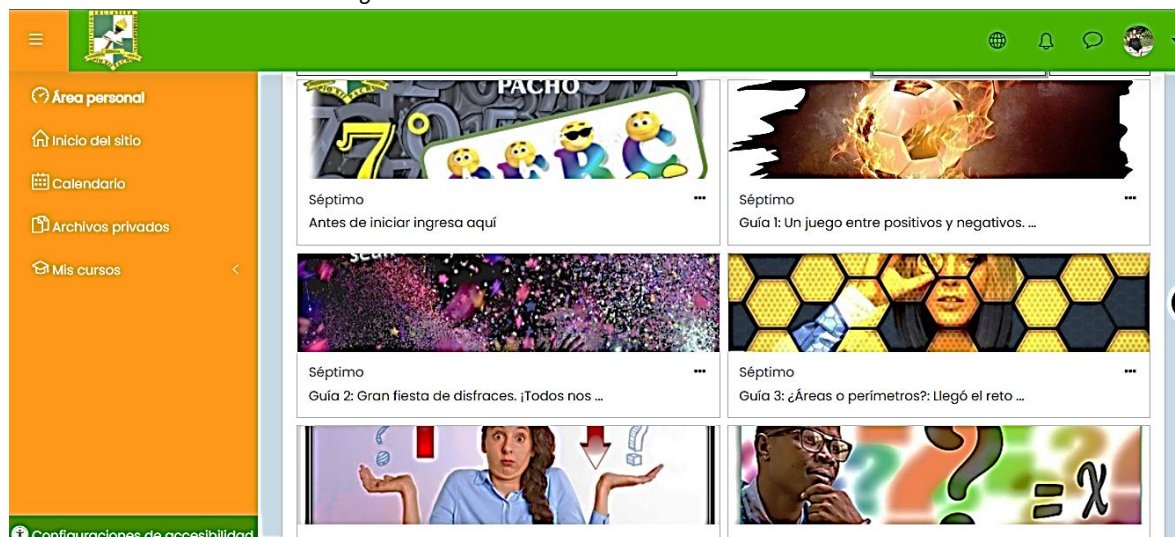 Área personal
Inicio del sitio
Calendario
Archivos privados
Mis cursos
Configuraciones de accesibilidad
PACHO
7°
A B C
Séptimo
Antes de iniciar ingresa aquí
Séptimo
Guía 1: Un juego entre positivos y negativos. ...
Séptimo
Guía 2: Gran fiesta de disfraces. ¡Todos nos ...
Séptimo
Guía 3: ¿Áreas o perímetros?: Llegó el reto ...
? ?
? = x